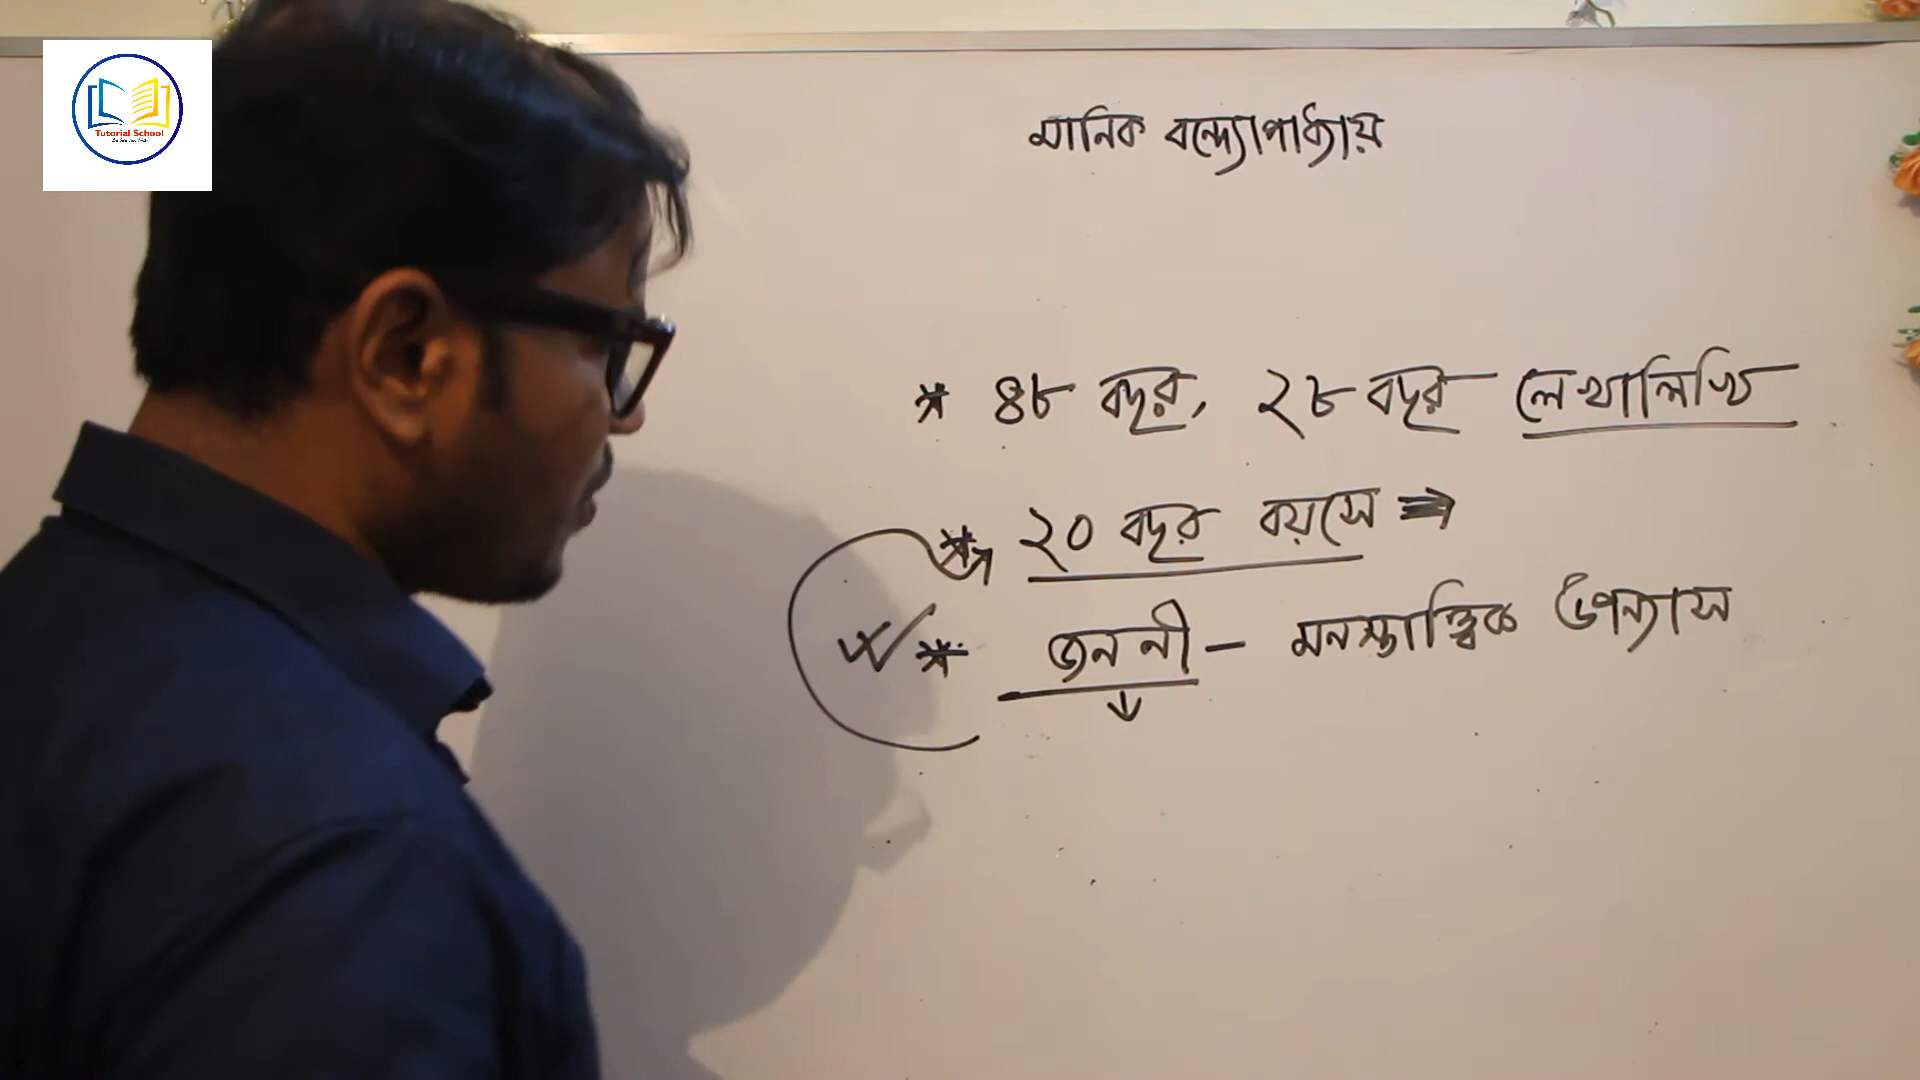 Tutorial School
মানিক বন্দ্যোপাধ্যায়
* ৪৮ বছর, ২৮ বছর লেখালিখি
* ২০ বছর বয়সে ⇒
* জননী – মনস্তাত্ত্বিক উপন্যাস